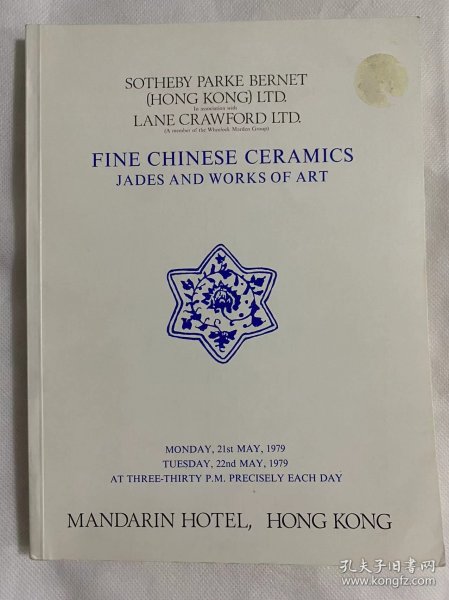 SOTHEBY PARKE BERNET
(HONG KONG) LTD.
In association with
LANE CRAWFORD LTD.
(A member of the Wheelock Marden Group)
FINE CHINESE CERAMICS
JADES AND WORKS OF ART
MONDAY, 21st MAY, 1979
TUESDAY, 22nd MAY, 1979
AT THREE-THIRTY P.M. PRECISELY EACH DAY
MANDARIN HOTEL, HONG KONG
孔夫子旧书网
www.kongfz.com